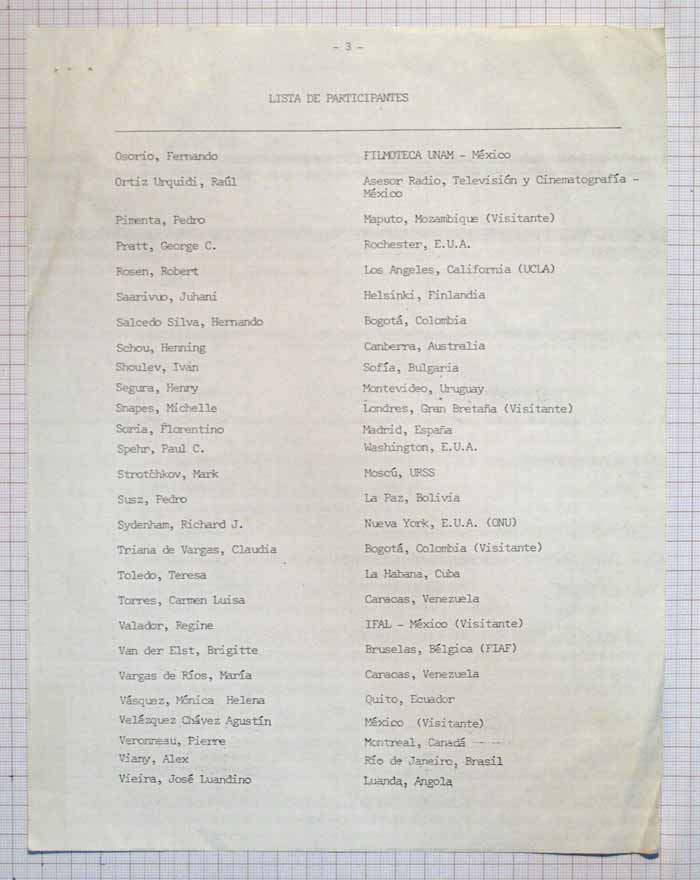 - 3 -
LISTA DE PARTICIPANTES
Osorio, Fernando FILMOTECA UNAM - México
Ortiz Urquidi, Raúl Asesor Radio, Televisión y Cinematografía -
México
Pimenta, Pedro Maputo, Mozambique (Visitante)
Pratt, George C. Rochester, E.U.A.
Rosen, Robert Los Angeles, California (UCLA)
Saarivuo, Juhani Helsinki, Finlandia
Salcedo Silva, Hernando Bogotá, Colombia
Schou, Henning Canberra, Australia
Shoulev, Iván Sofía, Bulgaria
Segura, Henry Montevideo, Uruguay
Snapes, Michelle Londres, Gran Bretaña (Visitante)
Soria, Florentino Madrid, España
Spehr, Paul C. Washington, E.U.A.
Strotchkov, Mark Moscú, URSS
Susz, Pedro La Paz, Bolivia
Sydenham, Richard J. Nueva York, E.U.A. (ONU)
Triana de Vargas, Claudia Bogotá, Colombia (Visitante)
Toledo, Teresa La Habana, Cuba
Torres, Carmen Luisa Caracas, Venezuela
Valador, Regine IFAL - México (Visitante)
Van der Elst, Brigitte Bruselas, Bélgica (FIAF)
Vargas de Ríos, María Caracas, Venezuela
Vásquez, Mónica Helena Quito, Ecuador
Velázquez Chávez Agustín México (Visitante)
Veronneau, Pierre Montreal, Canadá
Viany, Alex Río de Janeiro, Brasil
Vieira, José Luandino Luanda, Angola